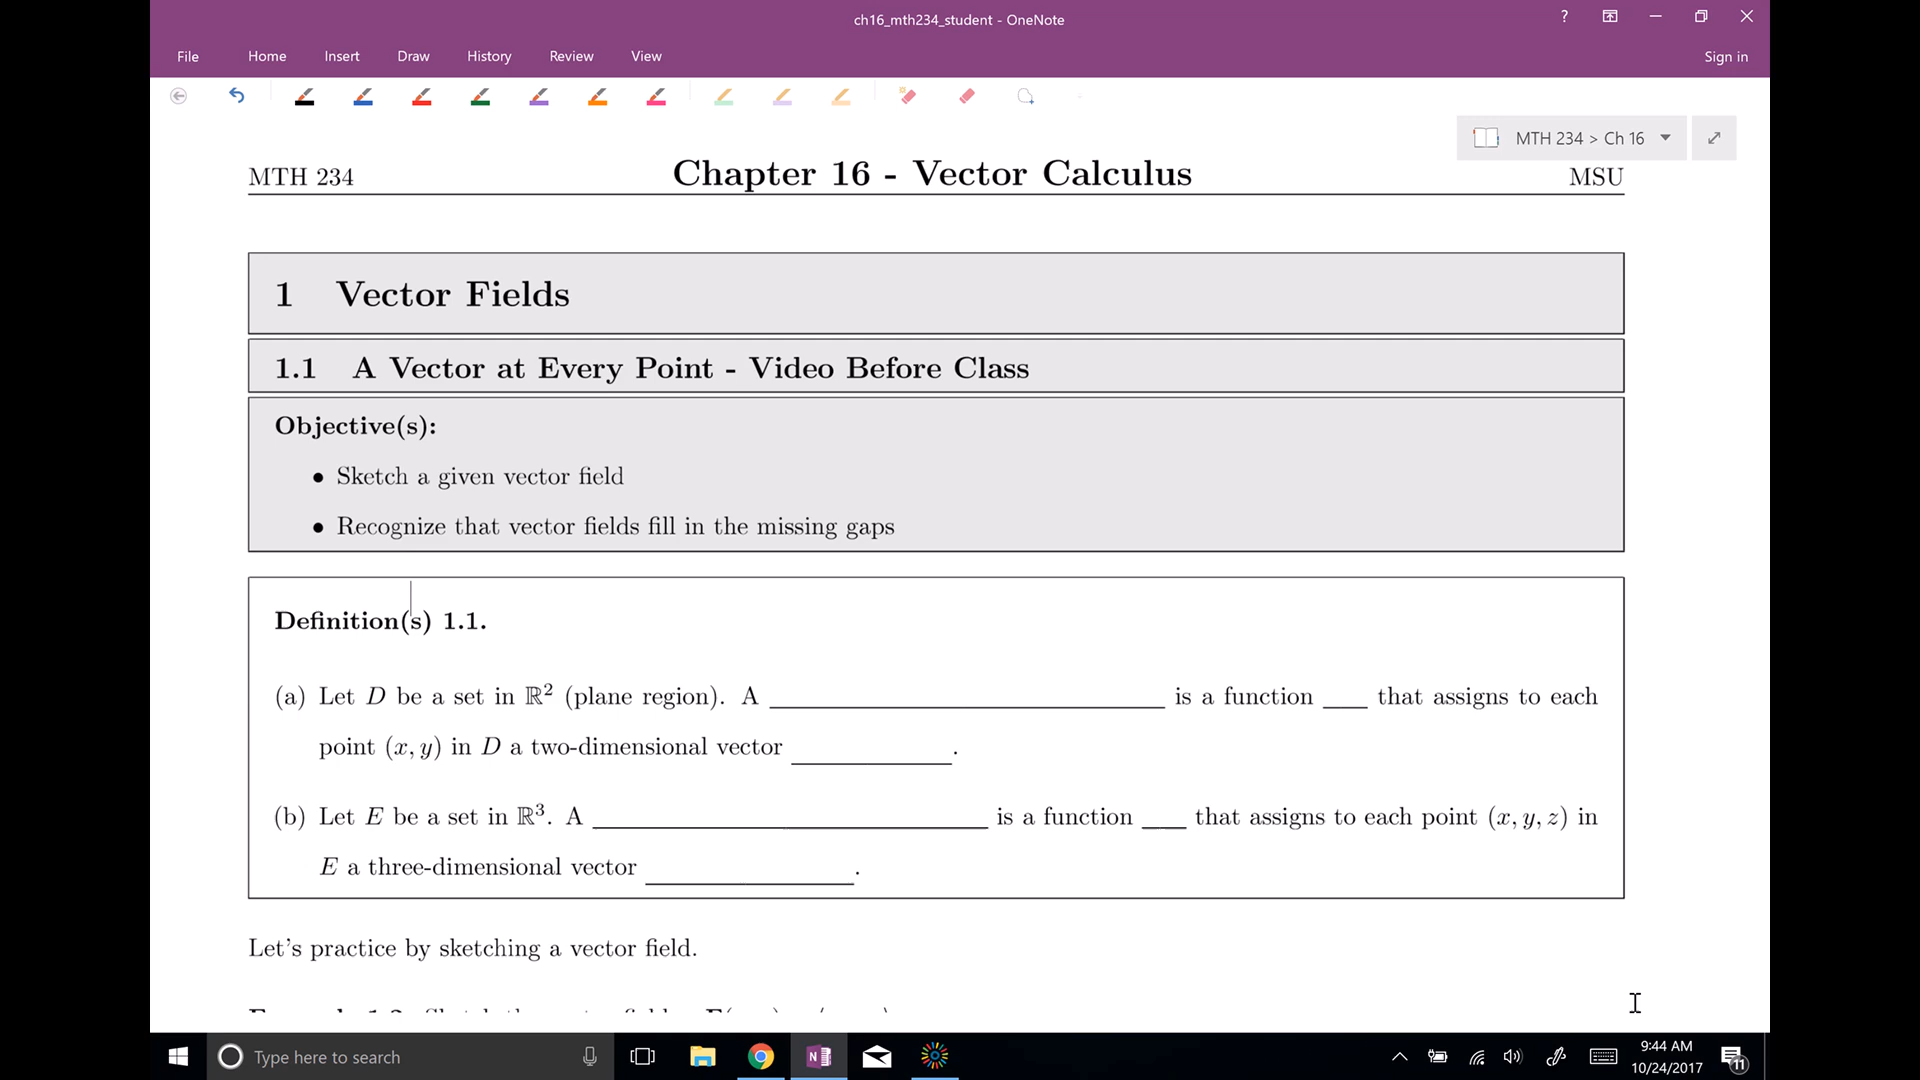 ch16_mth234_student - OneNote
?
File Home Insert Draw History Review View Sign in
MTH 234 > Ch 16
MTH 234 Chapter 16 - Vector Calculus MSU
1 Vector Fields
1.1 A Vector at Every Point - Video Before Class
Objective(s):
• Sketch a given vector field
• Recognize that vector fields fill in the missing gaps
Definition(s) 1.1.
(a) Let D be a set in ℝ² (plane region). A ______________ is a function ___ that assigns to each
point (x, y) in D a two-dimensional vector ________.
(b) Let E be a set in ℝ³. A ______________ is a function ___ that assigns to each point (x, y, z) in
E a three-dimensional vector ________.
Let's practice by sketching a vector field.
Type here to search
9:44 AM
10/24/2017
11